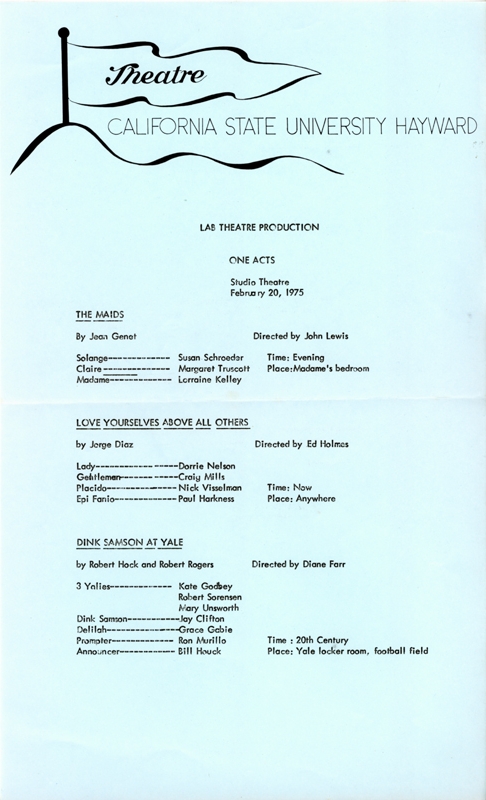 Theatre
CALIFORNIA STATE UNIVERSITY HAYWARD
LAB THEATRE PRODUCTION
ONE ACTS
Studio Theatre
February 20, 1975
THE MAIDS
By Jean Genet Directed by John Lewis
Solange-------------- Susan Schroeder Time: Evening
Claire--------------- Margaret Truscott Place:Madame's bedroom
Madame-------------- Lorraine Kelley
LOVE YOURSELVES ABOVE ALL OTHERS
by Jorge Diaz Directed by Ed Holmes
Lady-------------------Dorrie Nelson
Gentleman-------------Craig Mills
Placido---------------- Nick Visselman Time: Now
Epi Fanio-------------- Paul Harkness Place: Anywhere
DINK SAMSON AT YALE
by Robert Hock and Robert Rogers Directed by Diane Farr
3 Yalies-------------- Kate Godbey
Robert Sorensen
Mary Unsworth
Dink Samson-----------Jay Clifton
Delilah----------------Grace Gabie
Prompter------------- Ron Murillo Time : 20th Century
Announcer------------ Bill Houck Place: Yale locker room, football field